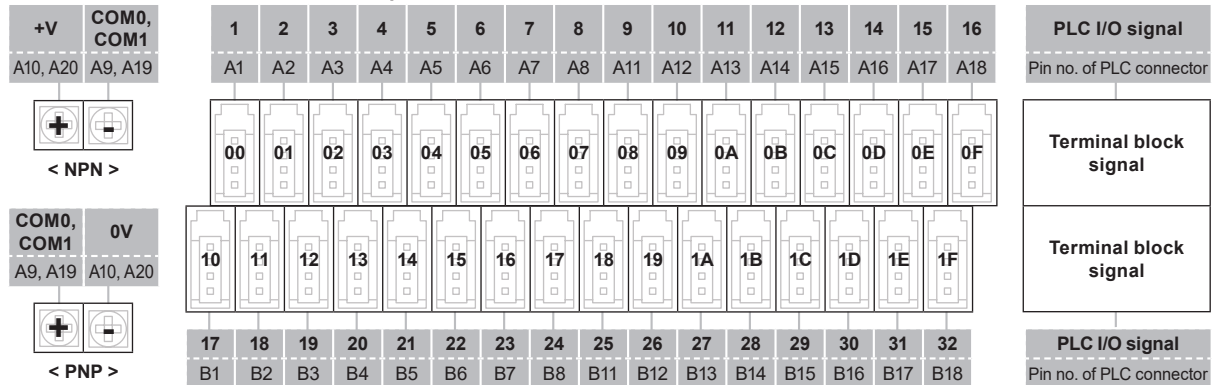 +V COM0, COM1
A10, A20 A9, A19
+ -
< NPN >
1 2 3 4 5 6 7 8 9 10 11 12 13 14 15 16
A1 A2 A3 A4 A5 A6 A7 A8 A11 A12 A13 A14 A15 A16 A17 A18
00 01 02 03 04 05 06 07 08 09 0A 0B 0C 0D 0E 0F
PLC I/O signal
Pin no. of PLC connector
Terminal block
signal
COM0, COM1 0V
A9, A19 A10, A20
+ -
< PNP >
10 11 12 13 14 15 16 17 18 19 1A 1B 1C 1D 1E 1F
17 18 19 20 21 22 23 24 25 26 27 28 29 30 31 32
B1 B2 B3 B4 B5 B6 B7 B8 B11 B12 B13 B14 B15 B16 B17 B18
Terminal block
signal
PLC I/O signal
Pin no. of PLC connector